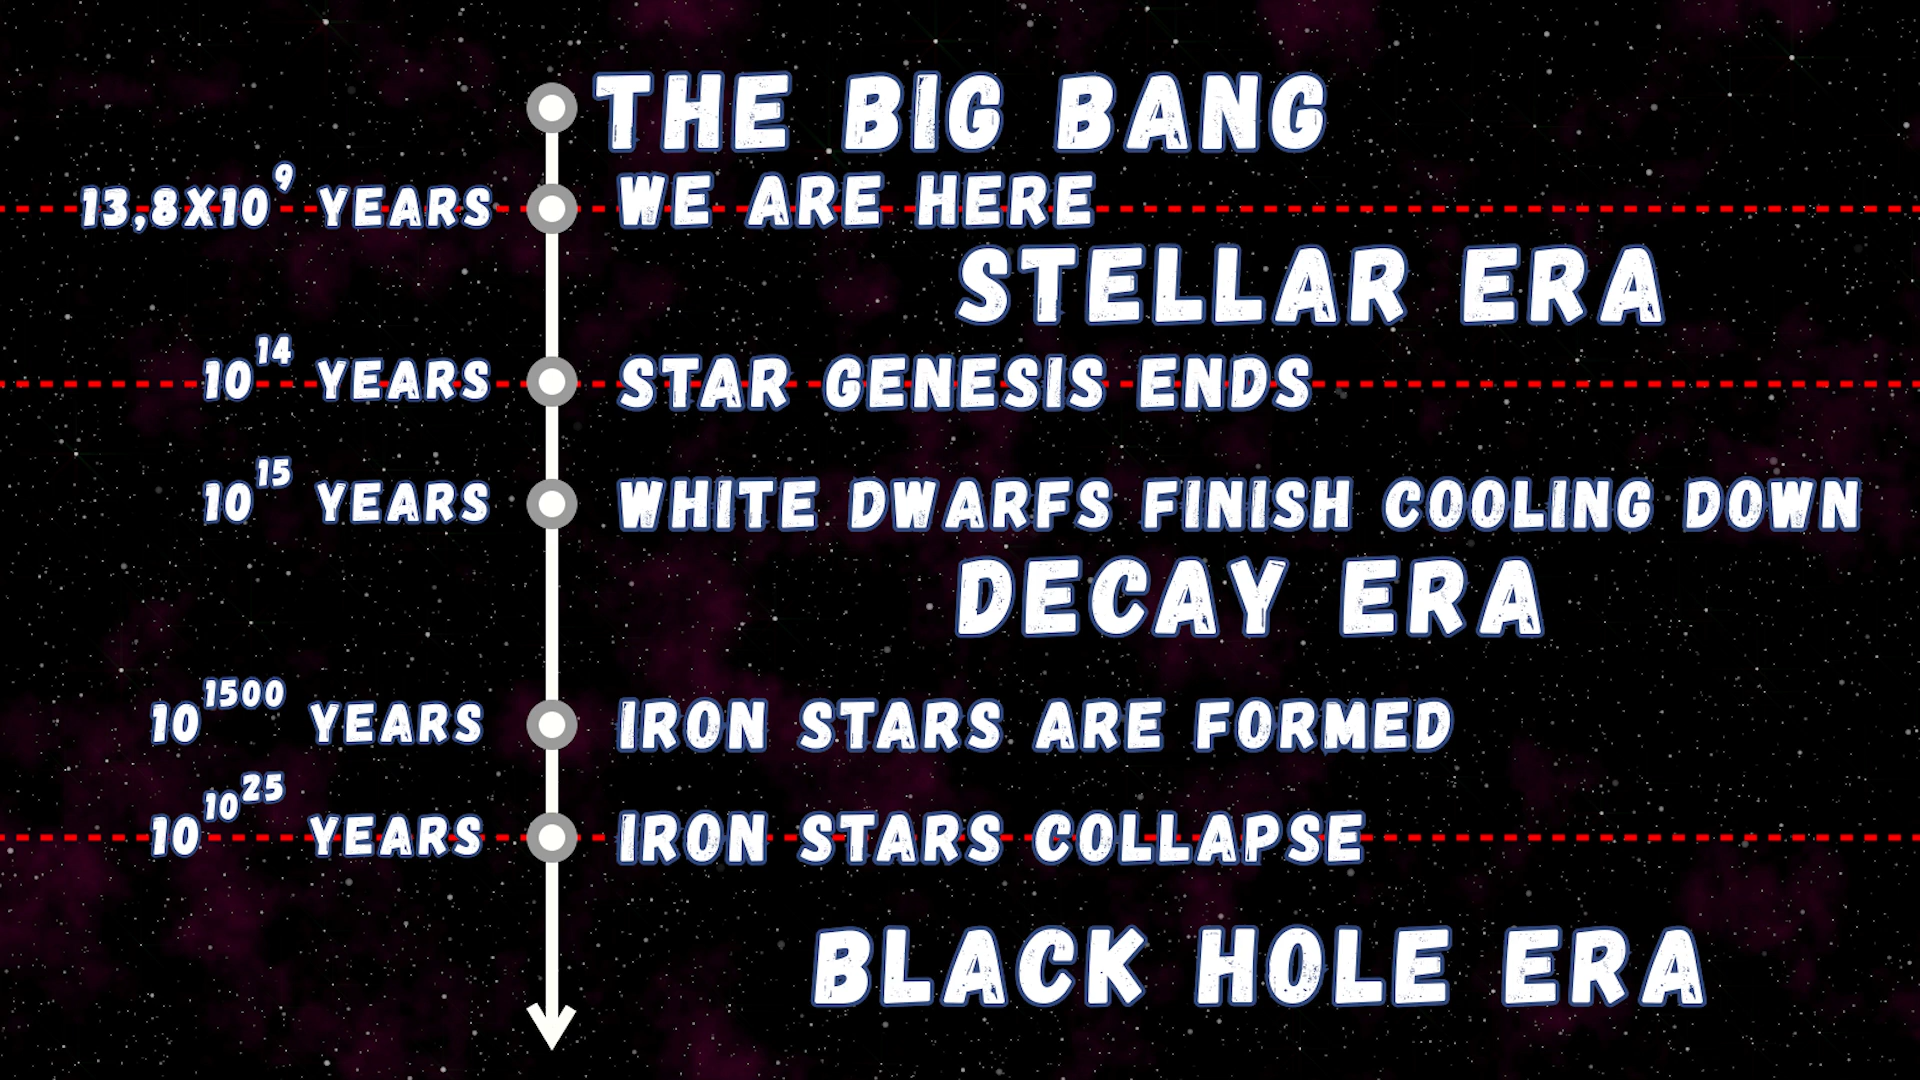 THE BIG BANG
13,8X10⁹ YEARS WE ARE HERE
STELLAR ERA
10¹⁴ YEARS STAR GENESIS ENDS
10¹⁵ YEARS WHITE DWARFS FINISH COOLING DOWN
DECAY ERA
10¹⁵⁰⁰ YEARS IRON STARS ARE FORMED
10^10^25 YEARS IRON STARS COLLAPSE
BLACK HOLE ERA